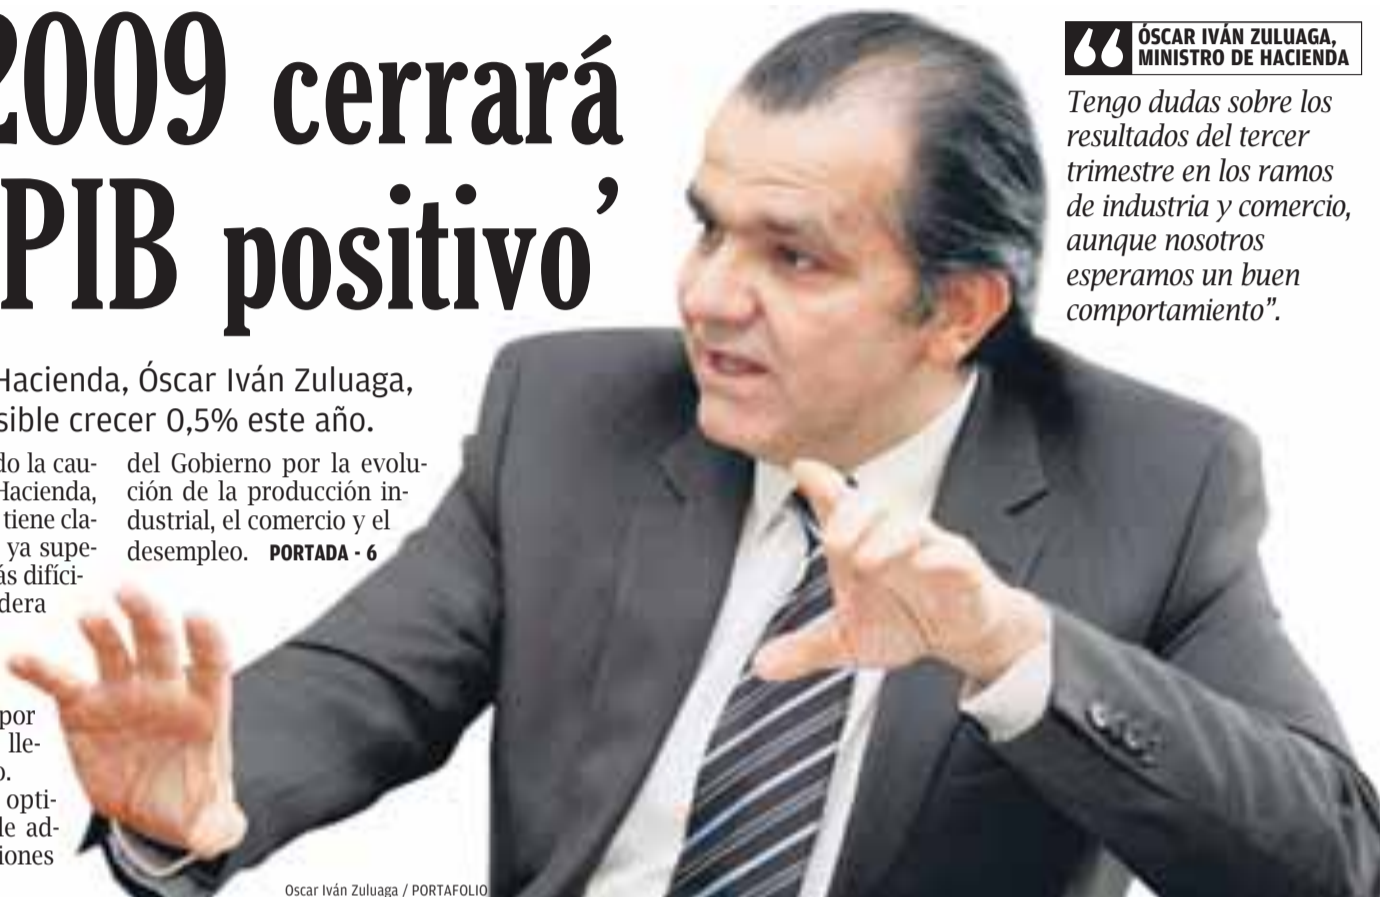 2009 cerrará
PIB positivo’
Hacienda, Óscar Iván Zuluaga,
sible crecer 0,5% este año.
do la cau-
Hacienda,
tiene cla-
ya supe-
ás difíci-
dera
por
lle-
o.
opti-
de ad-
iones
del Gobierno por la evolu-
ción de la producción in-
dustrial, el comercio y el
desempleo. PORTADA - 6
“ ÓSCAR IVÁN ZULUAGA,
MINISTRO DE HACIENDA
Tengo dudas sobre los
resultados del tercer
trimestre en los ramos
de industria y comercio,
aunque nosotros
esperamos un buen
comportamiento”.
Oscar Iván Zuluaga / PORTAFOLIO